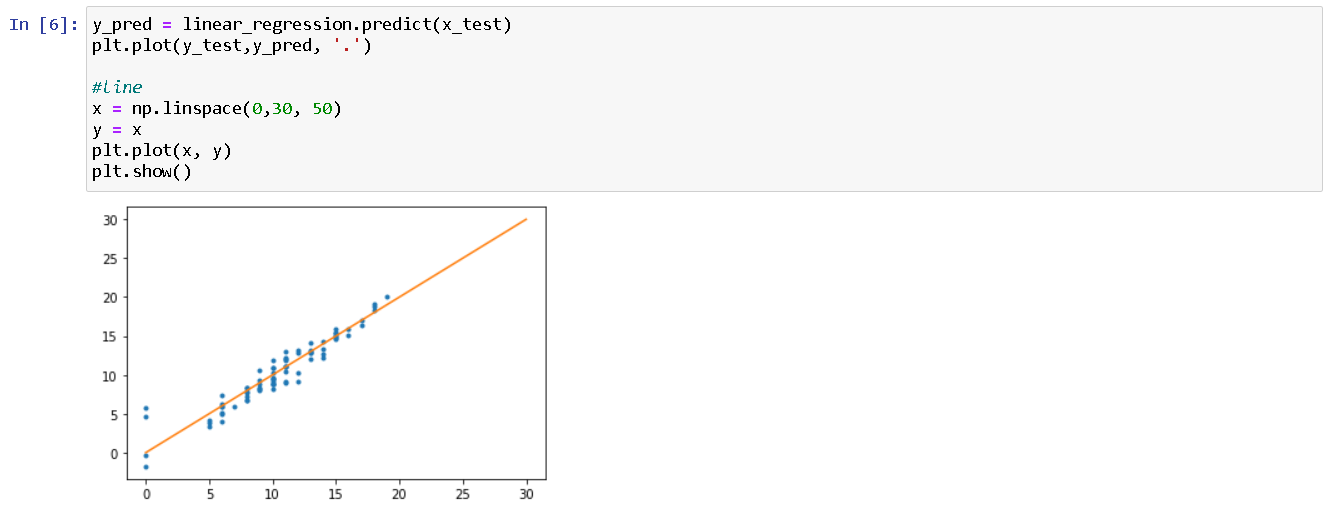 In [6]: y_pred = linear_regression.predict(x_test)
plt.plot(y_test,y_pred, '.')
#line
x = np.linspace(0,30, 50)
y = x
plt.plot(x, y)
plt.show()
30
25
20
15
10
5
0
0 5 10 15 20 25 30